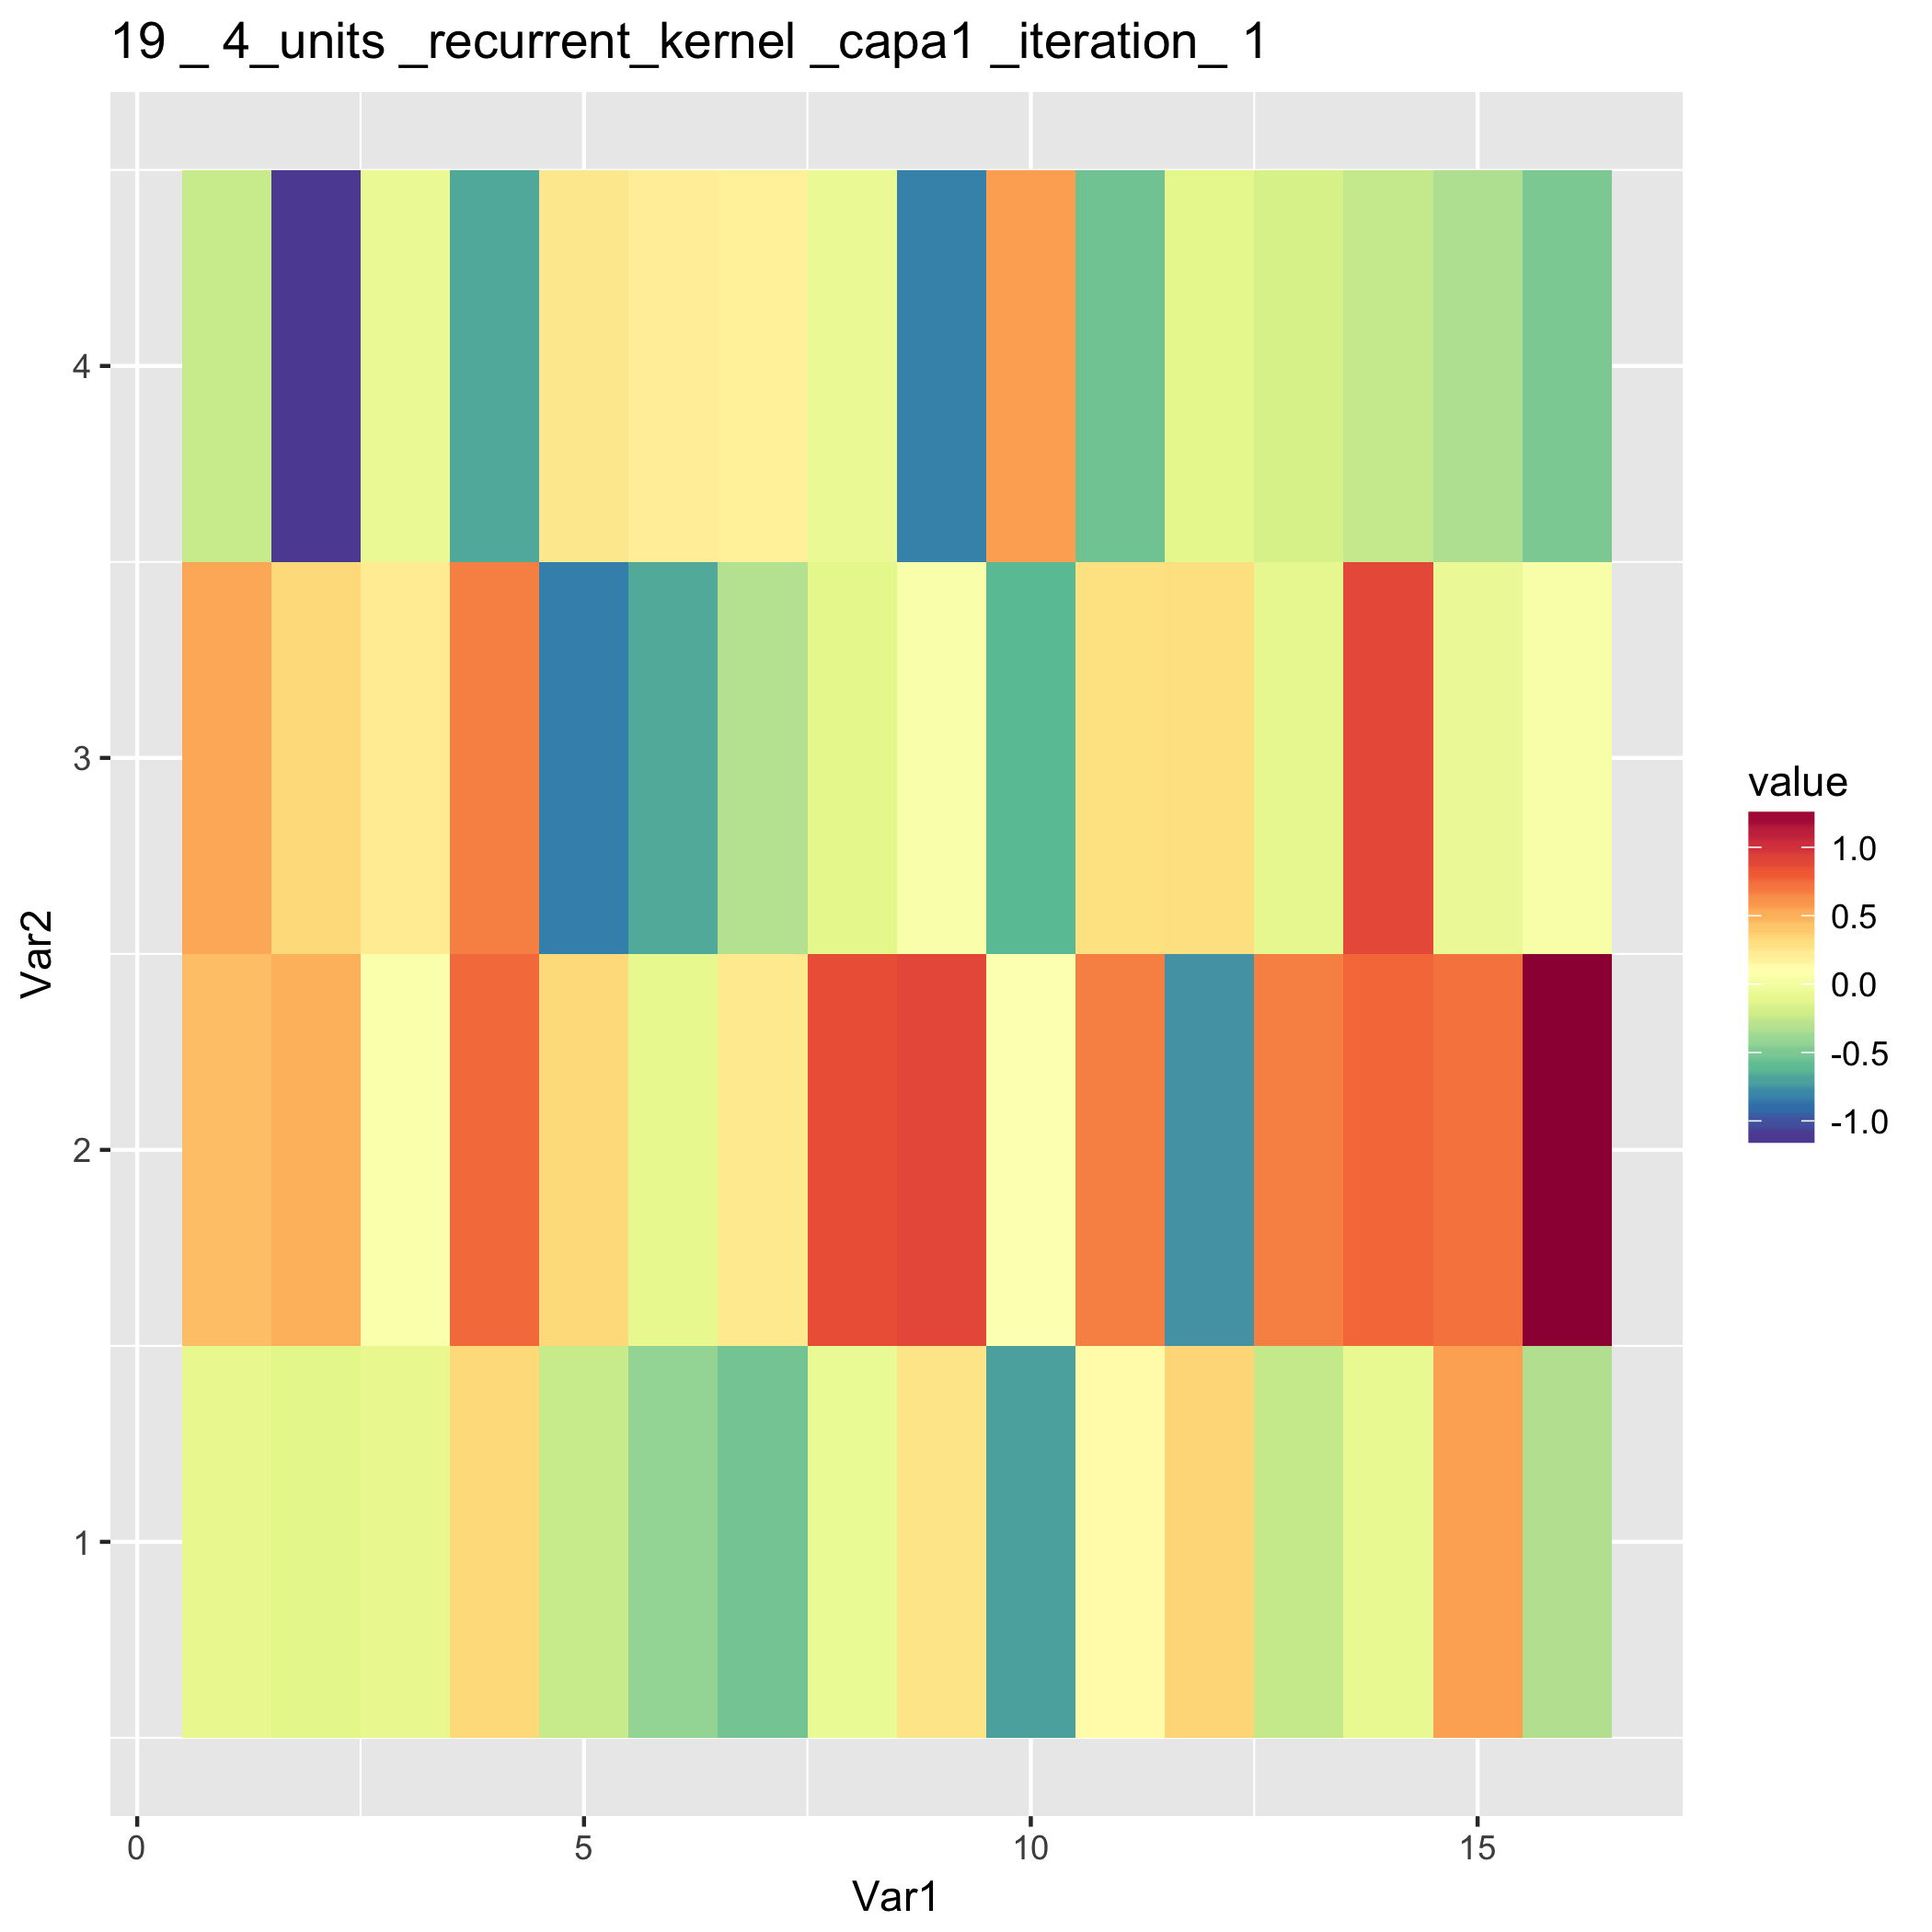 19 _ 4_units _recurrent_kernel _capa1 _iteration_ 1
4
3
2
1
Var2
0 5 10 15
Var1
value
1.0
0.5
0.0
-0.5
-1.0